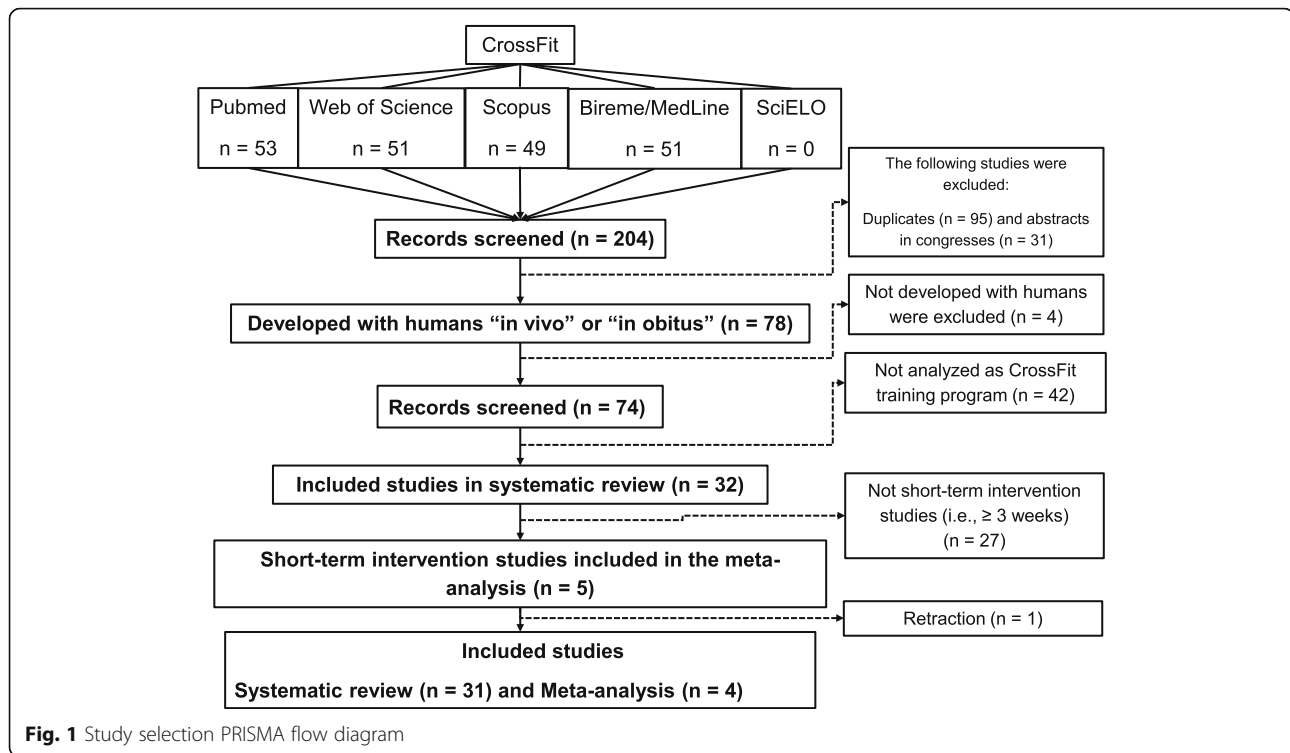 CrossFit
Pubmed
n = 53
Web of Science
n = 51
Scopus
n = 49
Bireme/MedLine
n = 51
SciELO
n = 0
The following studies were
excluded:
Duplicates (n = 95) and abstracts
in congresses (n = 31)
Records screened (n = 204)
Developed with humans “in vivo” or “in obitus” (n = 78)
Not developed with humans
were excluded (n = 4)
Records screened (n = 74)
Not analyzed as CrossFit
training program (n = 42)
Included studies in systematic review (n = 32)
Not short-term intervention
studies (i.e., ≥ 3 weeks)
(n = 27)
Short-term intervention studies included in the meta-
analysis (n = 5)
Retraction (n = 1)
Included studies
Systematic review (n = 31) and Meta-analysis (n = 4)
Fig. 1 Study selection PRISMA flow diagram